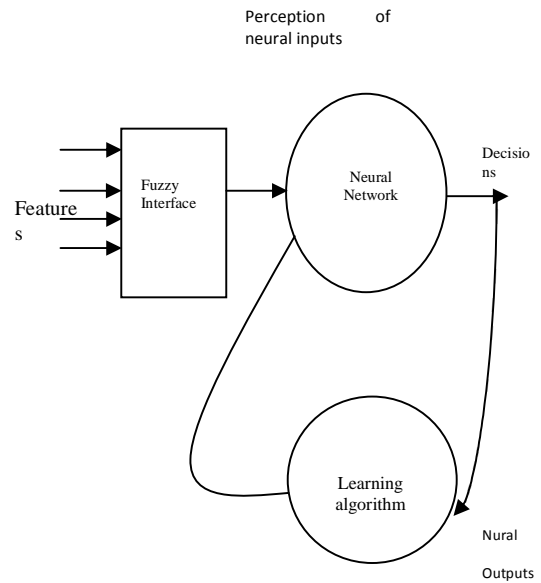 Perception of
neural inputs
Fuzzy
Interface
Neural
Network
Decisio
ns
Feature
s
Learning
algorithm
Nural
Outputs